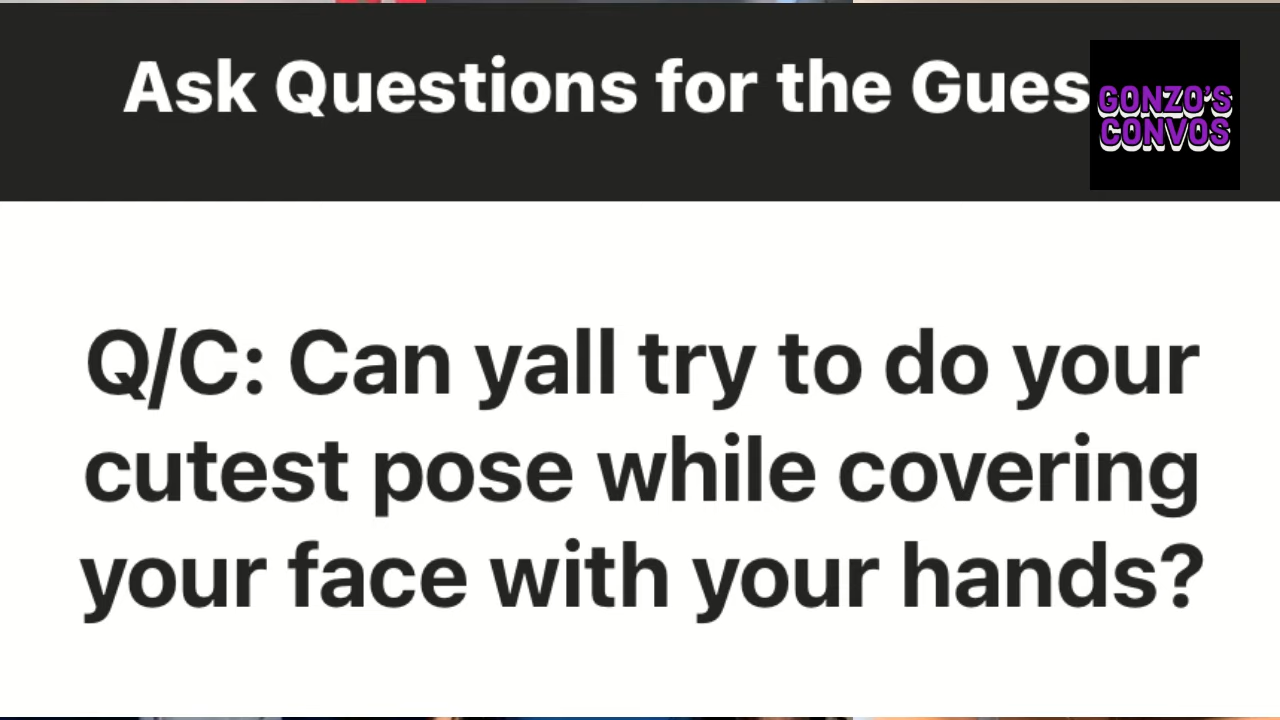 Ask Questions for the Gues
GONZO'S
CONVOS
Q/C: Can yall try to do your
cutest pose while covering
your face with your hands?